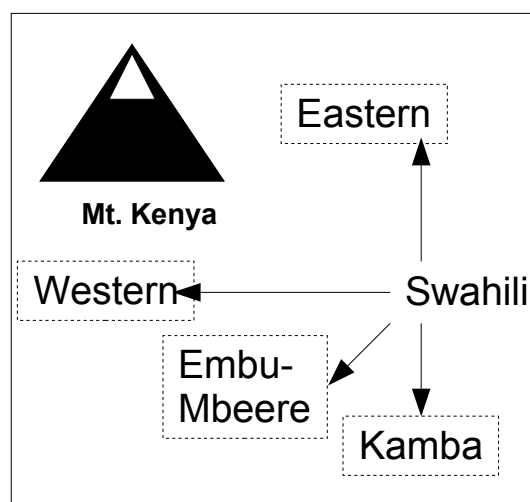 Eastern
Mt. Kenya
Western
Swahili
Embu-
Mbeere
Kamba